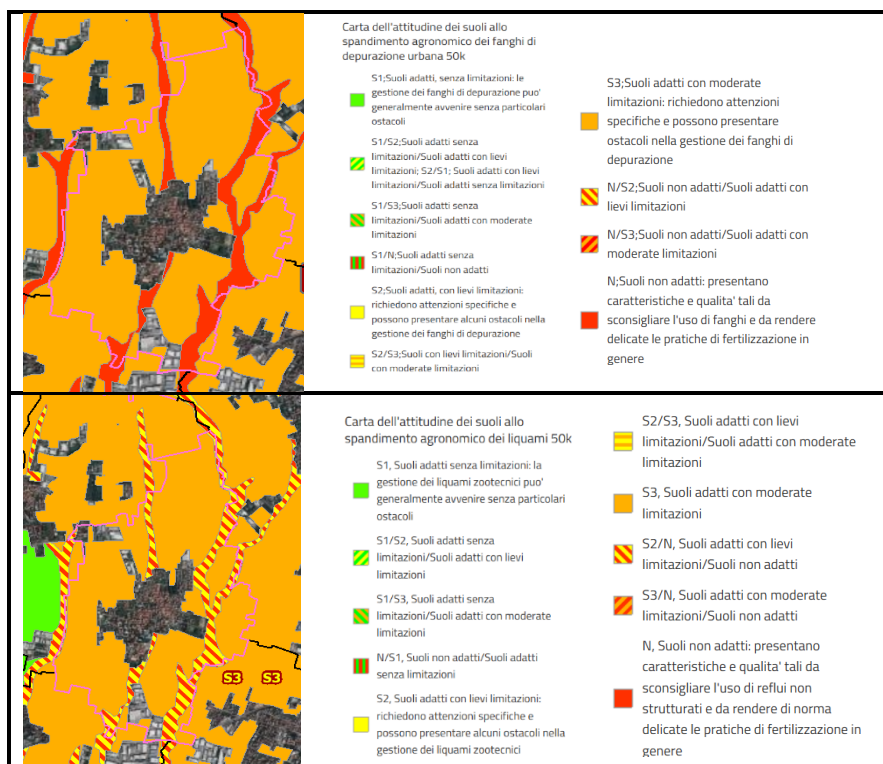 Carta dell'attitudine dei suoli allo
spandimento agronomico dei fanghi di
depurazione urbana 50k
S1;Suoli adatti, senza limitazioni: le
gestione dei fanghi di depurazione puo'
generalmente avvenire senza particolari
ostacoli
S1/S2;Suoli adatti senza
limitazioni/Suoli adatti con lievi
limitazioni; S2/S1; Suoli adatti con lievi
limitazioni/Suoli adatti senza limitazioni
S1/S3;Suoli adatti senza
limitazioni/Suoli adatti con moderate
limitazioni
S1/N;Suoli adatti senza
limitazioni/Suoli non adatti
S2;Suoli adatti, con lievi limitazioni:
richiedono attenzioni specifiche e
possono presentare alcuni ostacoli nella
gestione dei fanghi di depurazione
S2/S3;Suoli con lievi limitazioni/Suoli
con moderate limitazioni
S3;Suoli adatti con moderate
limitazioni: richiedono attenzioni
specifiche e possono presentare
ostacoli nella gestione dei fanghi di
depurazione
N/S2;Suoli non adatti/Suoli adatti con
lievi limitazioni
N/S3;Suoli non adatti/Suoli adatti con
moderate limitazioni
N;Suoli non adatti: presentano
caratteristiche e qualita' tali da
sconsigliare l'uso di fanghi e da rendere
delicate le pratiche di fertilizzazione in
genere
S3 S3
Carta dell'attitudine dei suoli allo
spandimento agronomico dei liquami 50k
S1, Suoli adatti senza limitazioni: la
gestione dei liquami zootecnici puo'
generalmente avvenire senza particolari
ostacoli
S1/S2, Suoli adatti senza
limitazioni/Suoli adatti con lievi
limitazioni
S1/S3, Suoli adatti senza
limitazioni/Suoli adatti con moderate
limitazioni
N/S1, Suoli non adatti/Suoli adatti
senza limitazioni
S2, Suoli adatti con lievi limitazioni:
richiedono attenzioni specifiche e
possono presentare alcuni ostacoli nella
gestione dei liquami zootecnici
S2/S3, Suoli adatti con lievi
limitazioni/Suoli adatti con moderate
limitazioni
S3, Suoli adatti con moderate
limitazioni
S2/N, Suoli adatti con lievi
limitazioni/Suoli non adatti
S3/N, Suoli adatti con moderate
limitazioni/Suoli non adatti
N, Suoli non adatti: presentano
caratteristiche e qualita' tali da
sconsigliare l'uso di reflui non
strutturati e da rendere di norma
delicate le pratiche di fertilizzazione in
genere